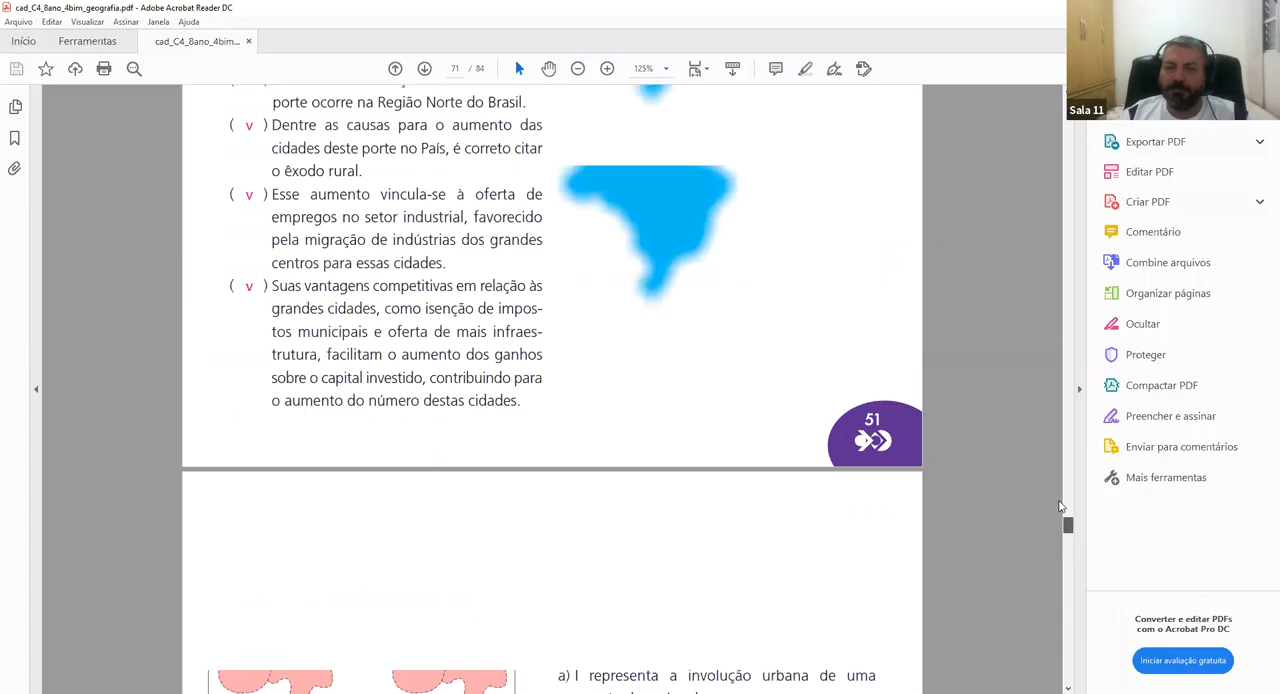 cad_C4_8ano_4bim_geografia.pdf - Adobe Acrobat Reader DC
Arquivo Editar Visualizar Assinar Janela Ajuda
Início Ferramentas cad_C4_8ano_4bim... ×
71 / 84 125%
Sala 11
porte ocorre na Região Norte do Brasil.
( v ) Dentre as causas para o aumento das
cidades deste porte no País, é correto citar
o êxodo rural.
( v ) Esse aumento vincula-se à oferta de
empregos no setor industrial, favorecido
pela migração de indústrias dos grandes
centros para essas cidades.
( v ) Suas vantagens competitivas em relação às
grandes cidades, como isenção de impos-
tos municipais e oferta de mais infraes-
trutura, facilitam o aumento dos ganhos
sobre o capital investido, contribuindo para
o aumento do número destas cidades.
51
a) I representa a involução urbana de uma
Exportar PDF
Editar PDF
Criar PDF
Comentário
Combine arquivos
Organizar páginas
Ocultar
Proteger
Compactar PDF
Preencher e assinar
Enviar para comentários
Mais ferramentas
Converter e editar PDFs
com o Acrobat Pro DC
Iniciar avaliação gratuita